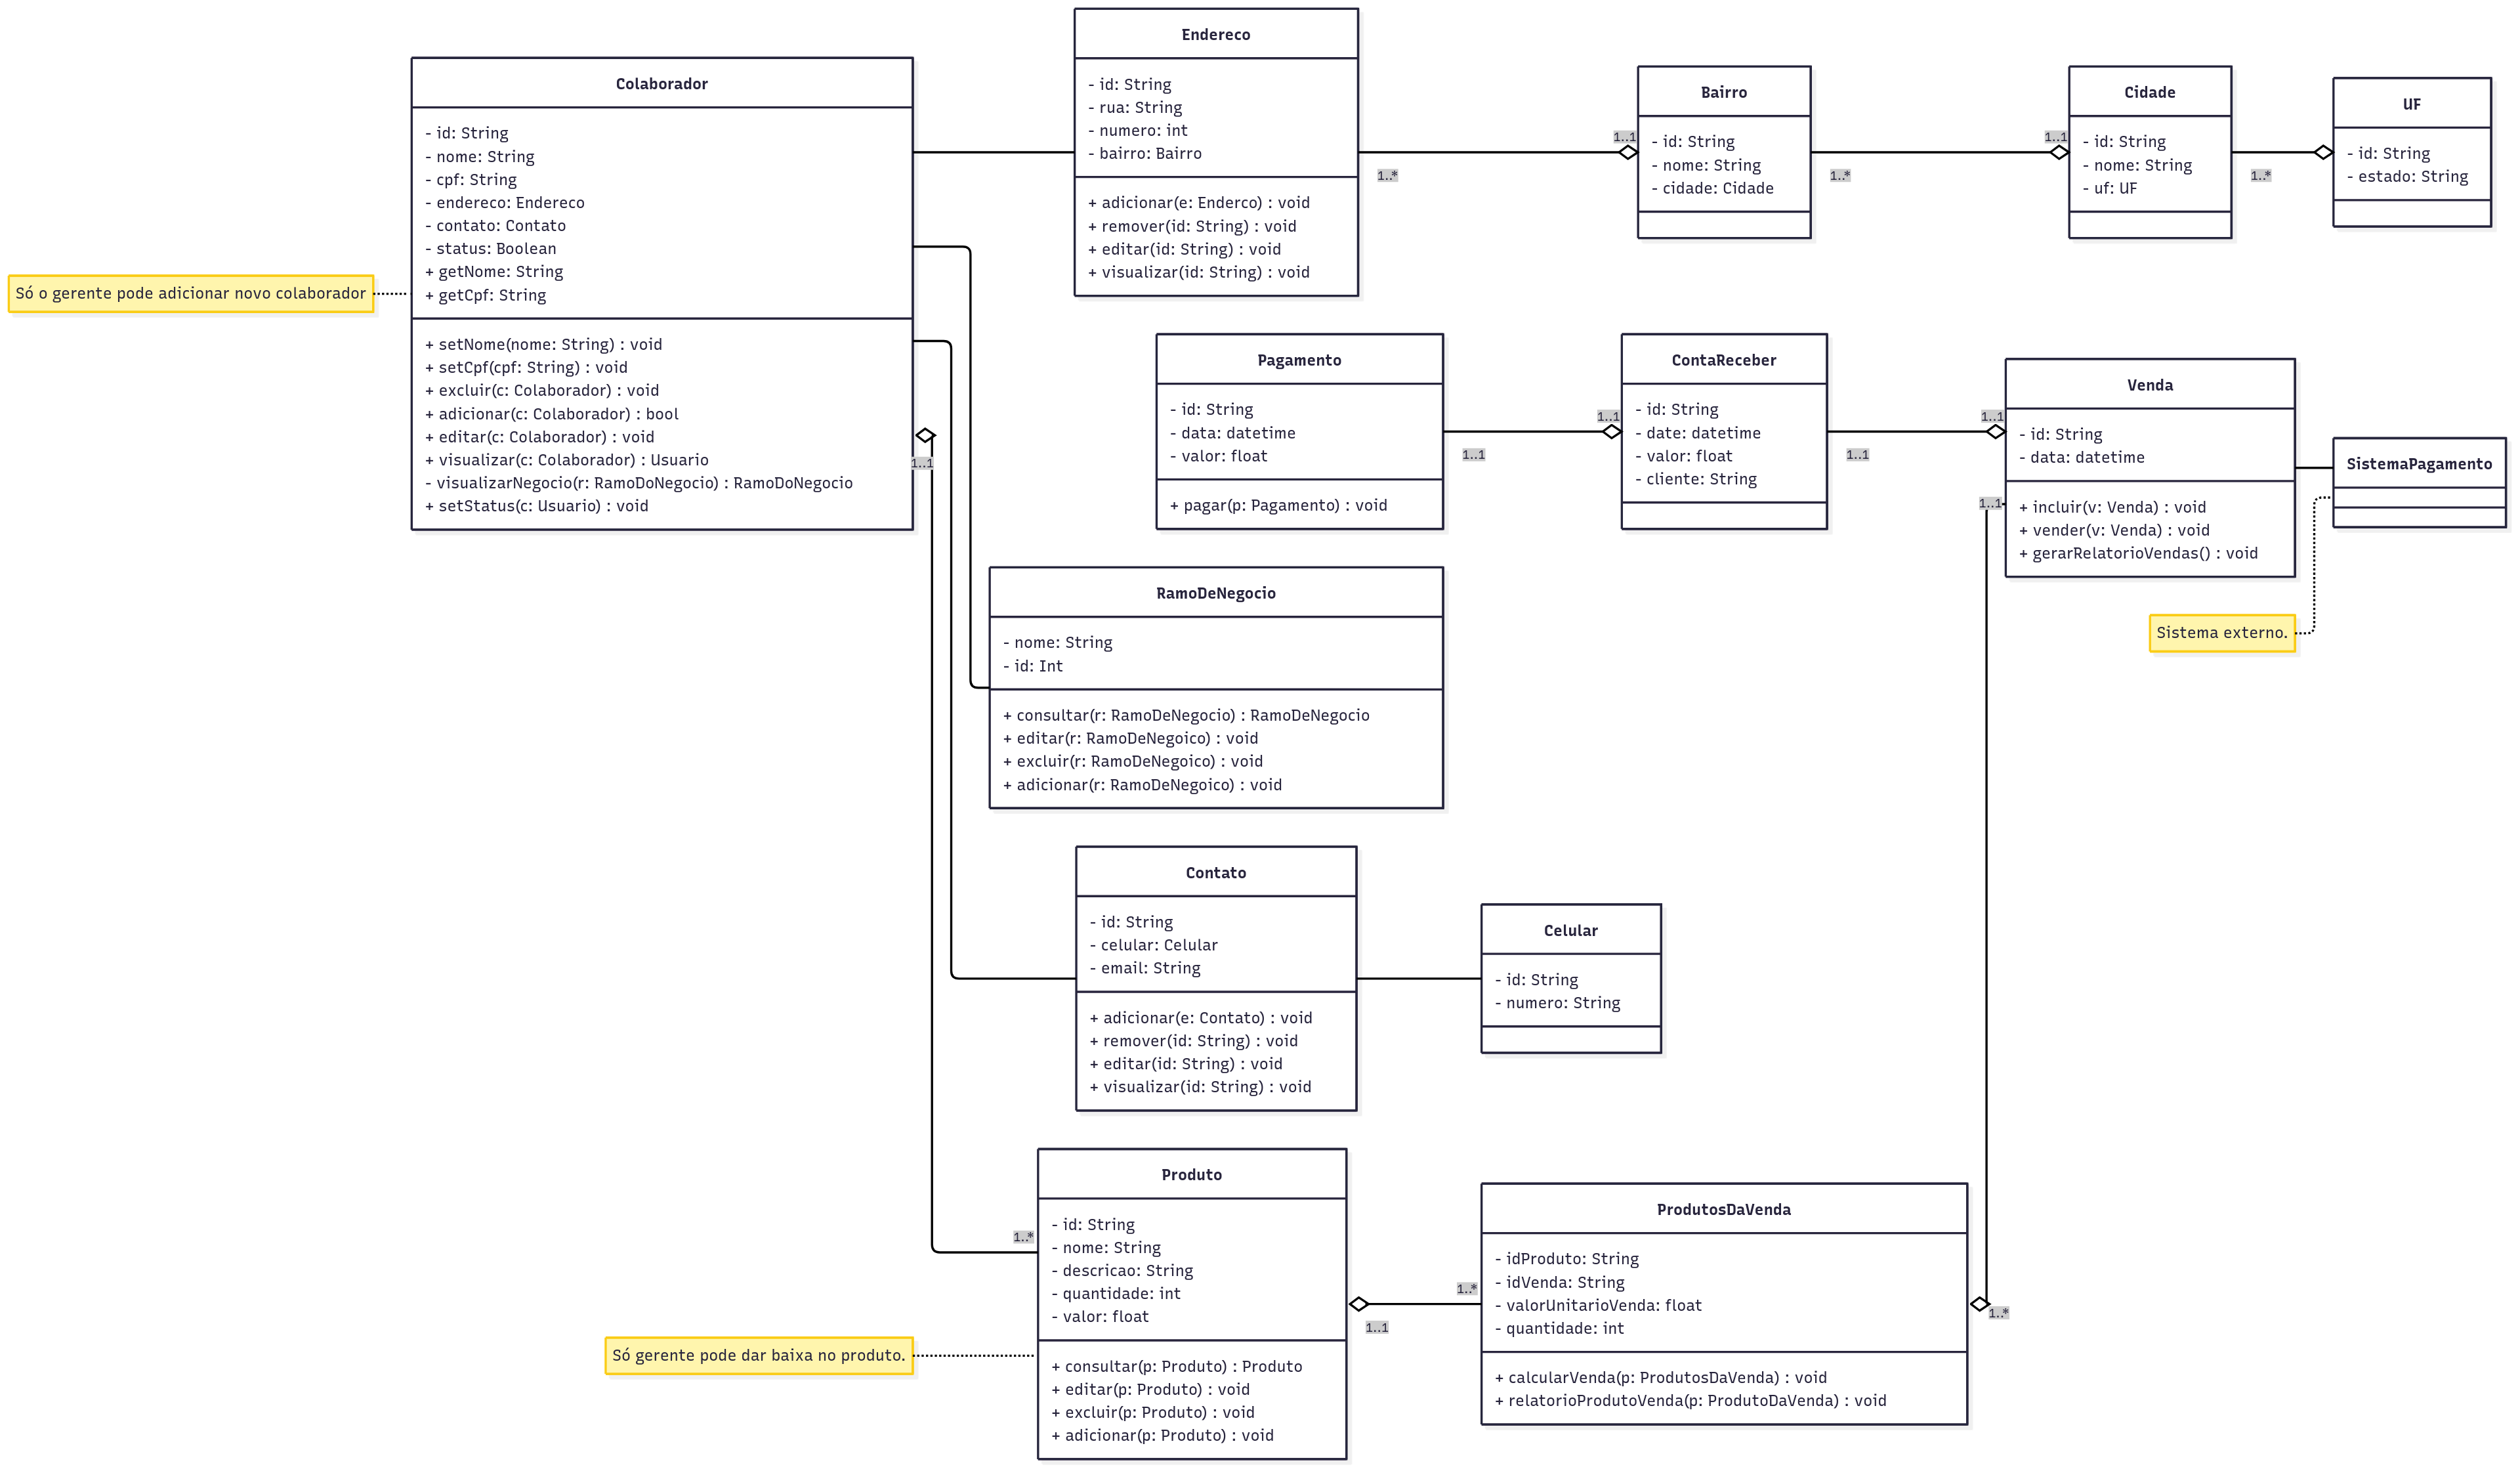 Endereco
- id: String
- rua: String
- numero: int
- bairro: Bairro
+ adicionar(e: Enderco) : void
+ remover(id: String) : void
+ editar(id: String) : void
+ visualizar(id: String) : void
Colaborador
- id: String
- nome: String
- cpf: String
- endereco: Endereco
- contato: Contato
- status: Boolean
+ getNome: String
+ getCpf: String
+ setNome(nome: String) : void
+ setCpf(cpf: String) : void
+ excluir(c: Colaborador) : void
+ adicionar(c: Colaborador) : bool
+ editar(c: Colaborador) : void
+ visualizar(c: Colaborador) : Usuario
- visualizarNegocio(r: RamoDoNegocio) : RamoDoNegocio
+ setStatus(c: Usuario) : void
Só o gerente pode adicionar novo colaborador
1..*
1..1
Bairro
- id: String
- nome: String
- cidade: Cidade
1..*
1..1
Cidade
- id: String
- nome: String
- uf: UF
1..*
UF
- id: String
- estado: String
Pagamento
- id: String
- data: datetime
- valor: float
+ pagar(p: Pagamento) : void
1..1
1..1
ContaReceber
- id: String
- date: datetime
- valor: float
- cliente: String
1..1
1..1
Venda
- id: String
- data: datetime
+ incluir(v: Venda) : void
+ vender(v: Venda) : void
+ gerarRelatorioVendas() : void
1..1
SistemaPagamento
Sistema externo.
1..1
RamoDeNegocio
- nome: String
- id: Int
+ consultar(r: RamoDeNegocio) : RamoDeNegocio
+ editar(r: RamoDeNegoico) : void
+ excluir(r: RamoDeNegoico) : void
+ adicionar(r: RamoDeNegoico) : void
Contato
- id: String
- celular: Celular
- email: String
+ adicionar(e: Contato) : void
+ remover(id: String) : void
+ editar(id: String) : void
+ visualizar(id: String) : void
Celular
- id: String
- numero: String
1..*
Produto
- id: String
- nome: String
- descricao: String
- quantidade: int
- valor: float
+ consultar(p: Produto) : Produto
+ editar(p: Produto) : void
+ excluir(p: Produto) : void
+ adicionar(p: Produto) : void
Só gerente pode dar baixa no produto.
1..1
1..*
ProdutosDaVenda
- idProduto: String
- idVenda: String
- valorUnitarioVenda: float
- quantidade: int
+ calcularVenda(p: ProdutosDaVenda) : void
+ relatorioProdutoVenda(p: ProdutoDaVenda) : void
1..*